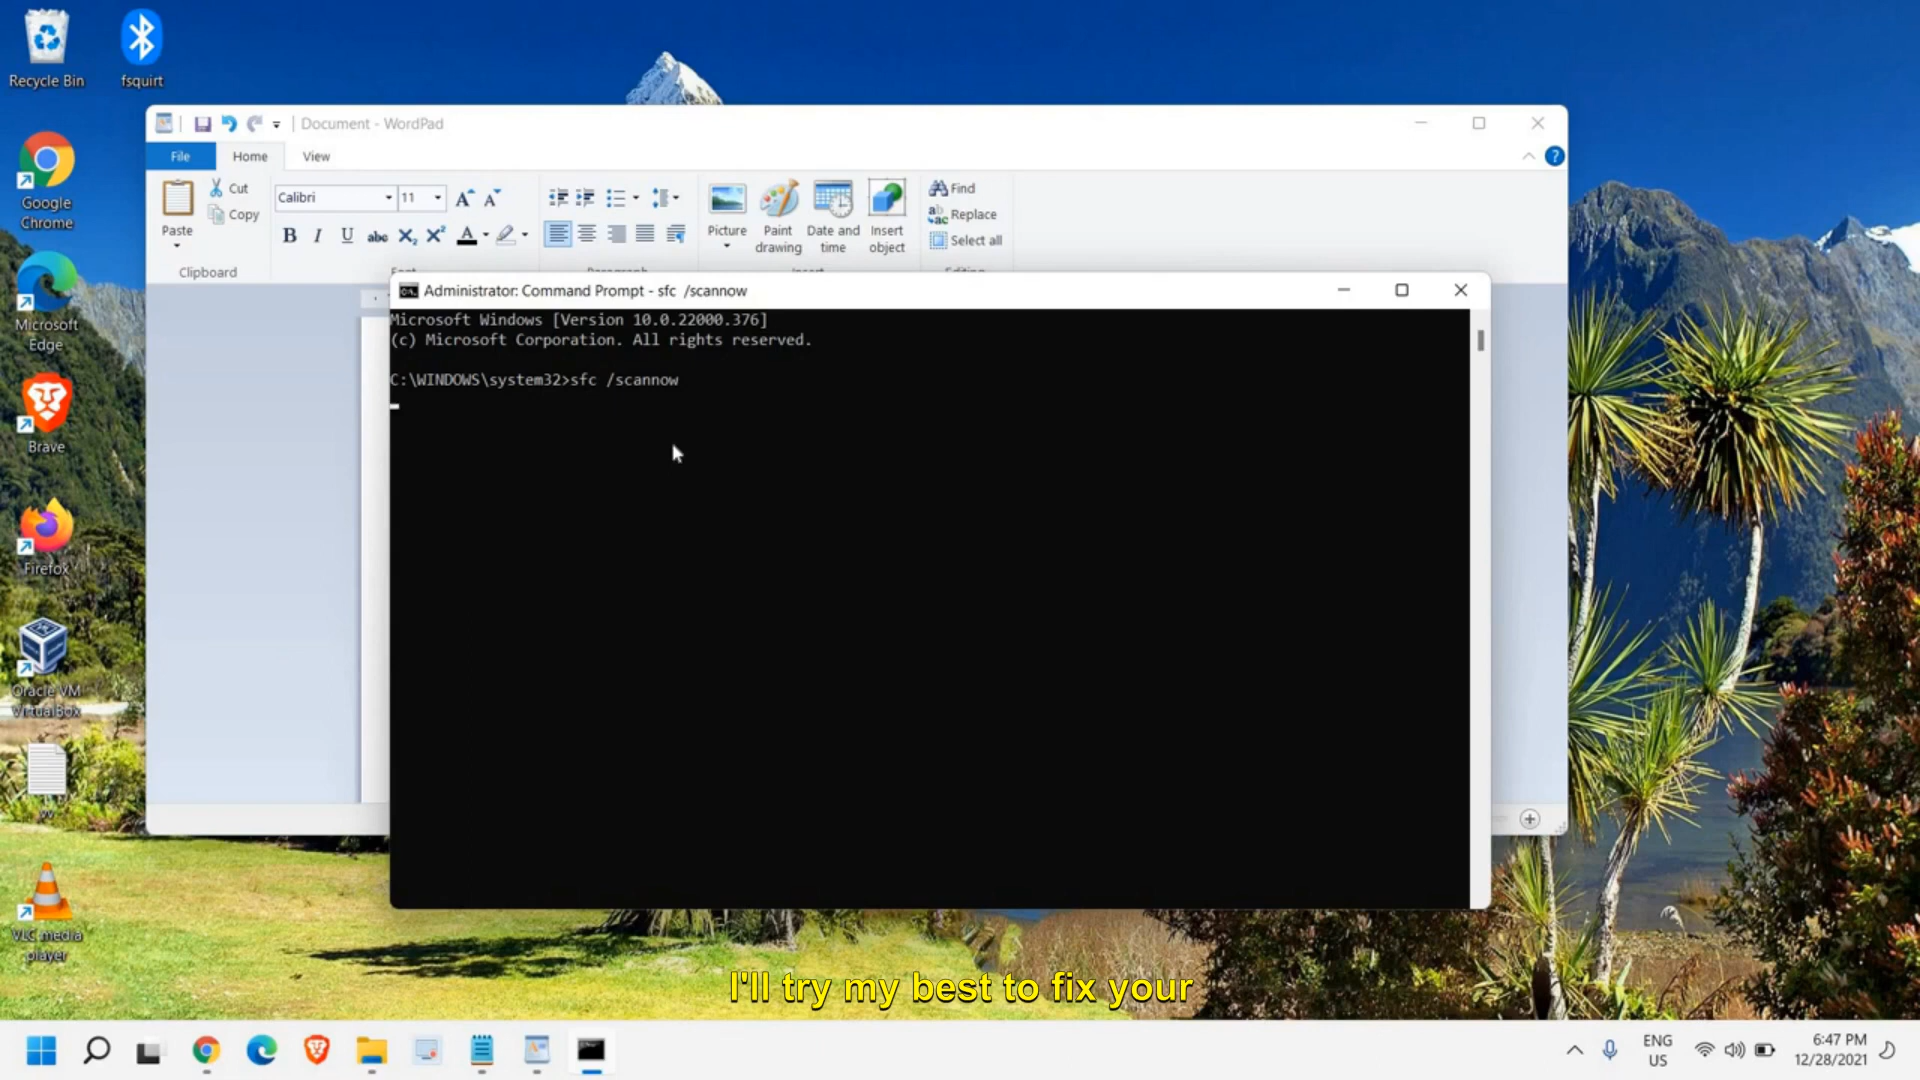 Recycle Bin
fsquirt
Google
Chrome
Microsoft
Edge
Brave
Firefox
Oracle VM
VirtualBox
vv
VLC media
player
Document - WordPad
File
Home
View
Paste
Cut
Copy
Clipboard
Calibri
11
Picture
Paint
drawing
Date and
time
Insert
object
Find
Replace
Select all
Administrator: Command Prompt - sfc  /scannow
Microsoft Windows [Version 10.0.22000.376]
(c) Microsoft Corporation. All rights reserved.
C:\WINDOWS\system32>sfc /scannow
I'll try my best to fix your
ENG
US
6:47 PM
12/28/2021